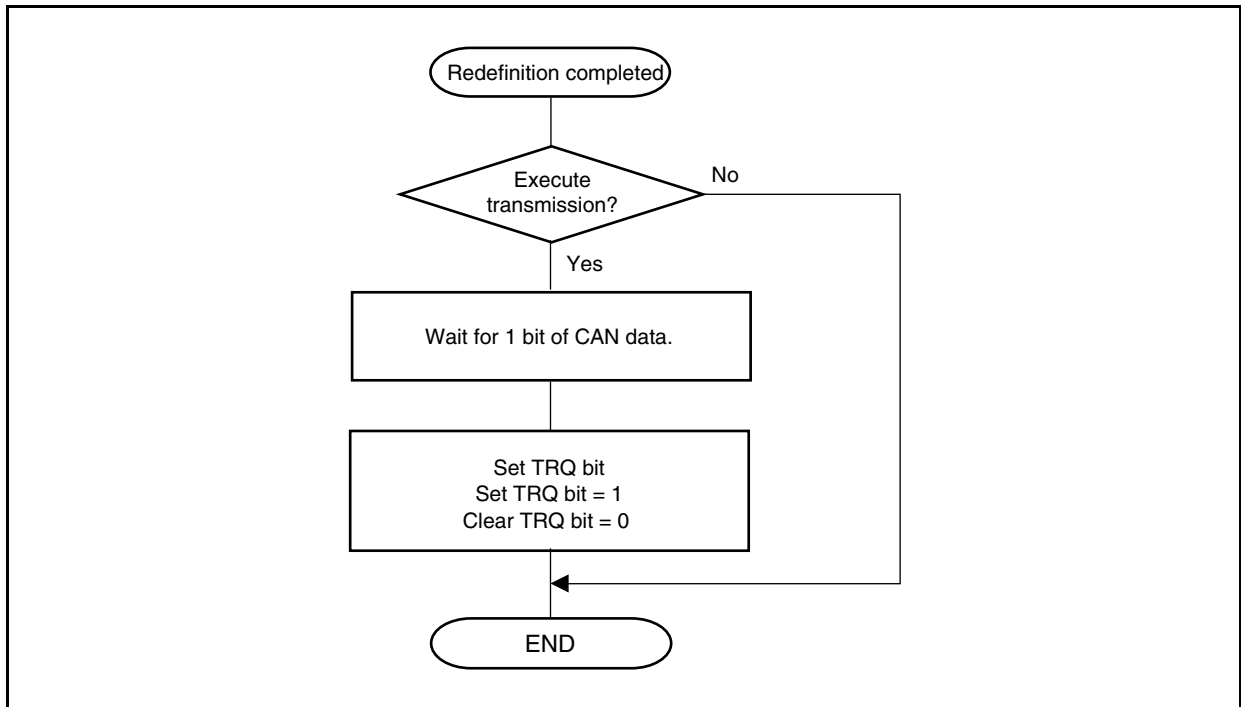 Redefinition completed
Execute
transmission?
No
Yes
Wait for 1 bit of CAN data.
Set TRQ bit
Set TRQ bit = 1
Clear TRQ bit = 0
END